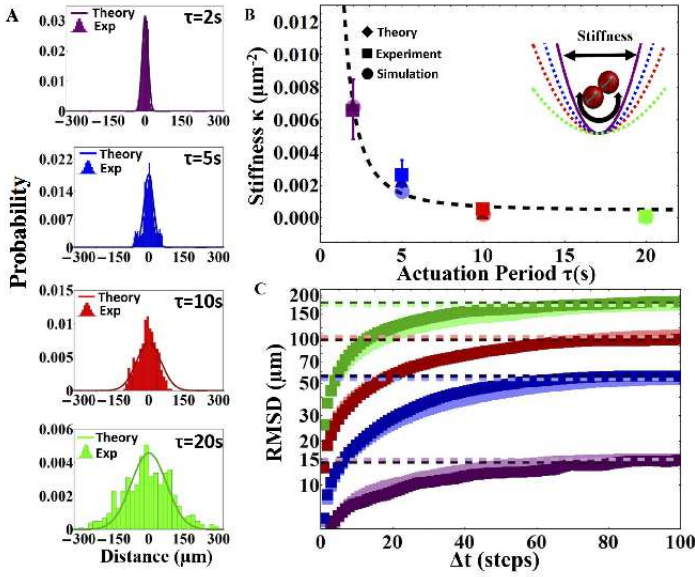 A
τ=2s
Theory
Exp
0.03
0.02
0.01
0
−300 −150 0 150 300
τ=5s
Theory
Exp
0.022
0.017
0.007
0
−300 −150 0 150 300
Probability
τ=10s
Theory
Exp
0.015
0.01
0.005
0
−300 −150 0 150 300
τ=20s
Theory
Exp
0.006
0.004
0.002
0
−300 −150 0 150 300
Distance (μm)
B
Stiffness κ (μm⁻²)
0.012
0.010
0.008
0.006
0.004
0.002
0.000
Theory
Experiment
Simulation
Stiffness
0 5 10 15 20
Actuation Period τ(s)
C
RMSD (μm)
200
150
100
70
50
30
20
15
10
0 20 40 60 80 100
Δt (steps)